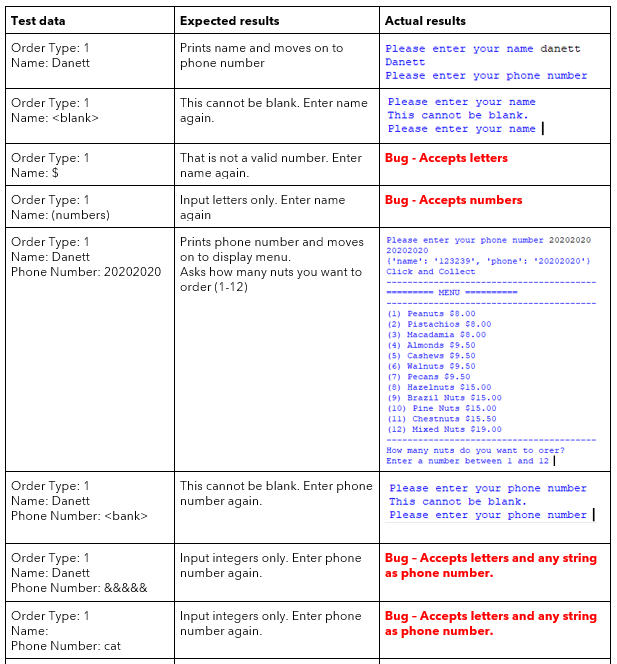 Test data Expected results Actual results
Order Type: 1
Name: Danett
Prints name and moves on to
phone number
Please enter your name danett
Danett
Please enter your phone number
Order Type: 1
Name: <blank>
This cannot be blank. Enter name
again.
Please enter your name
This cannot be blank.
Please enter your name
Order Type: 1
Name: $
That is not a valid number. Enter
name again.
Bug - Accepts letters
Order Type: 1
Name: (numbers)
Input letters only. Enter name
again
Bug - Accepts numbers
Order Type: 1
Name: Danett
Phone Number: 20202020
Prints phone number and moves
on to display menu.
Asks how many nuts you want to
order (1-12)
Please enter your phone number 20202020
20202020
{'name': '123239', 'phone': '20202020'}
Click and Collect
----------------------------------------
========= MENU ==========
----------------------------------------
(1) Peanuts $8.00
(2) Pistachios $8.00
(3) Macadamia $8.00
(4) Almonds $9.50
(5) Cashews $9.50
(6) Walnuts $9.50
(7) Pecans $9.50
(8) Hazelnuts $15.00
(9) Brazil Nuts $15.00
(10) Pine Nuts $15.00
(11) Chestnuts $15.50
(12) Mixed Nuts $19.00
----------------------------------------
How many nuts do you want to orer?
Enter a number between 1 and 12
Order Type: 1
Name: Danett
Phone Number: <bank>
This cannot be blank. Enter phone
number again.
Please enter your phone number
This cannot be blank.
Please enter your phone number
Order Type: 1
Name: Danett
Phone Number: &&&&&
Input integers only. Enter phone
number again.
Bug – Accepts letters and any string
as phone number.
Order Type: 1
Name:
Phone Number: cat
Input integers only. Enter phone
number again.
Bug – Accepts letters and any string
as phone number.